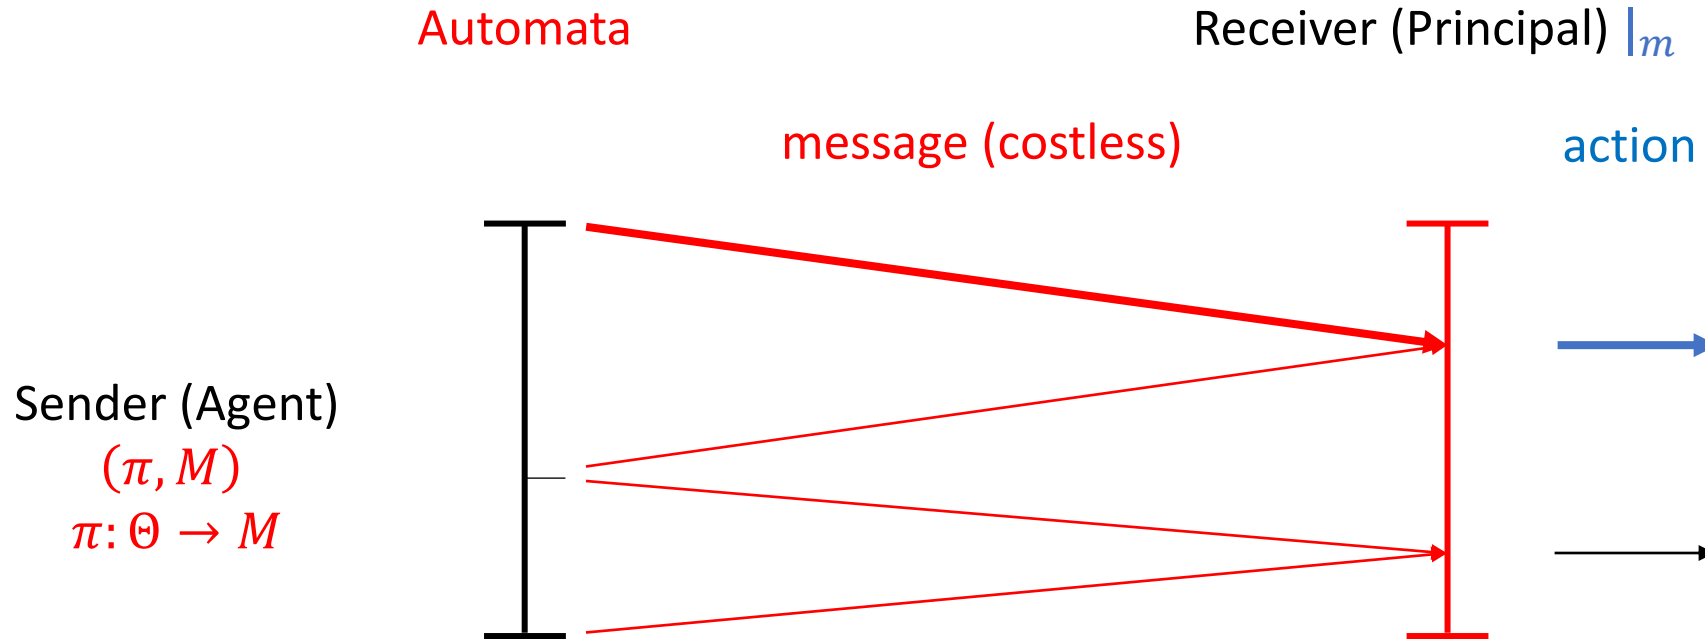 Automata
Receiver (Principal) |ₘ
message (costless)
action
Sender (Agent)
(π, M)
π: Θ → M